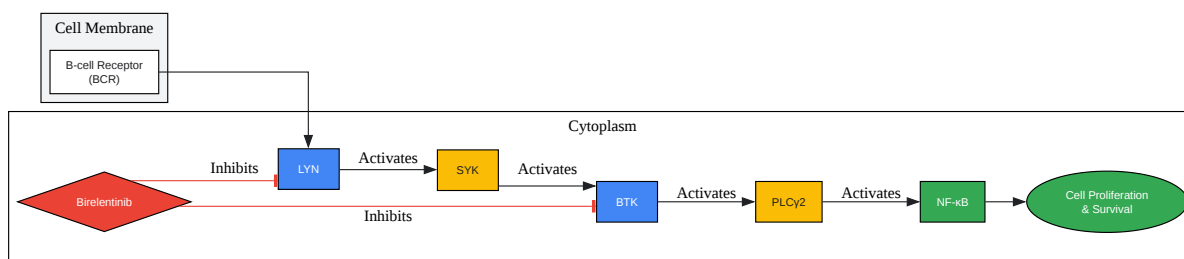 Cell Membrane
B-cell Receptor
(BCR)
Cytoplasm
Inhibits
LYN
Activates
SYK
Activates
Birelentinib
Inhibits
BTK
Activates
PLCγ2
Activates
NF-κB
Cell Proliferation
& Survival